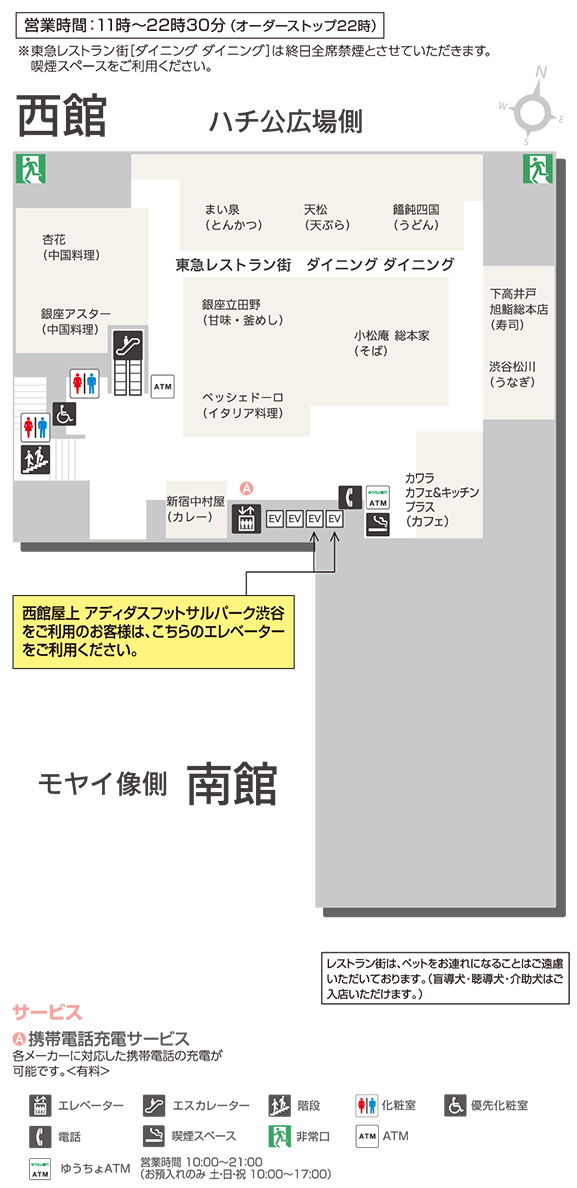 営業時間：11時～22時30分（オーダーストップ22時）
※東急レストラン街［ダイニング ダイニング］は終日全席禁煙とさせていただきます。
喫煙スペースをご利用ください。
西館
ハチ公広場側
N
W
E
S
まい泉
（とんかつ）
天松
（天ぷら）
饂飩四国
（うどん）
杏花
（中国料理）
東急レストラン街　ダイニング ダイニング
銀座アスター
（中国料理）
銀座立田野
（甘味・釜めし）
小松庵 総本家
（そば）
下高井戸
旭鮨総本店
（寿司）
渋谷松川
（うなぎ）
ATM
ペッシェドーロ
（イタリア料理）
カワラ
カフェ&キッチン
プラス
（カフェ）
新宿中村屋
（カレー）
A
EV
EV
EV
EV
ゆうちょ銀行
ATM
西館屋上 アディダスフットサルパーク渋谷
をご利用のお客様は、こちらのエレベーター
をご利用ください。
モヤイ像側
南館
レストラン街は、ペットをお連れになることはご遠慮
いただいております。（盲導犬・聴導犬・介助犬はご
入店いただけます。）
サービス
A 携帯電話充電サービス
各メーカーに対応した携帯電話の充電が
可能です。<有料>
エレベーター
エスカレーター
階段
化粧室
優先化粧室
電話
喫煙スペース
非常口
ATM ATM
ゆうちょ銀行
ATM
ゆうちょATM
営業時間 10:00～21:00
（お預入れのみ 土・日・祝 10:00～17:00）